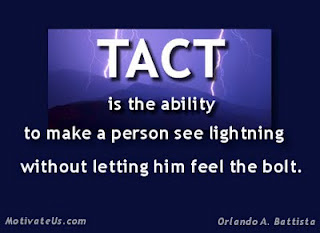 TACT
is the ability
to make a person see lightning
without letting him feel the bolt.
MotivateUs.com
Orlando A. Battista